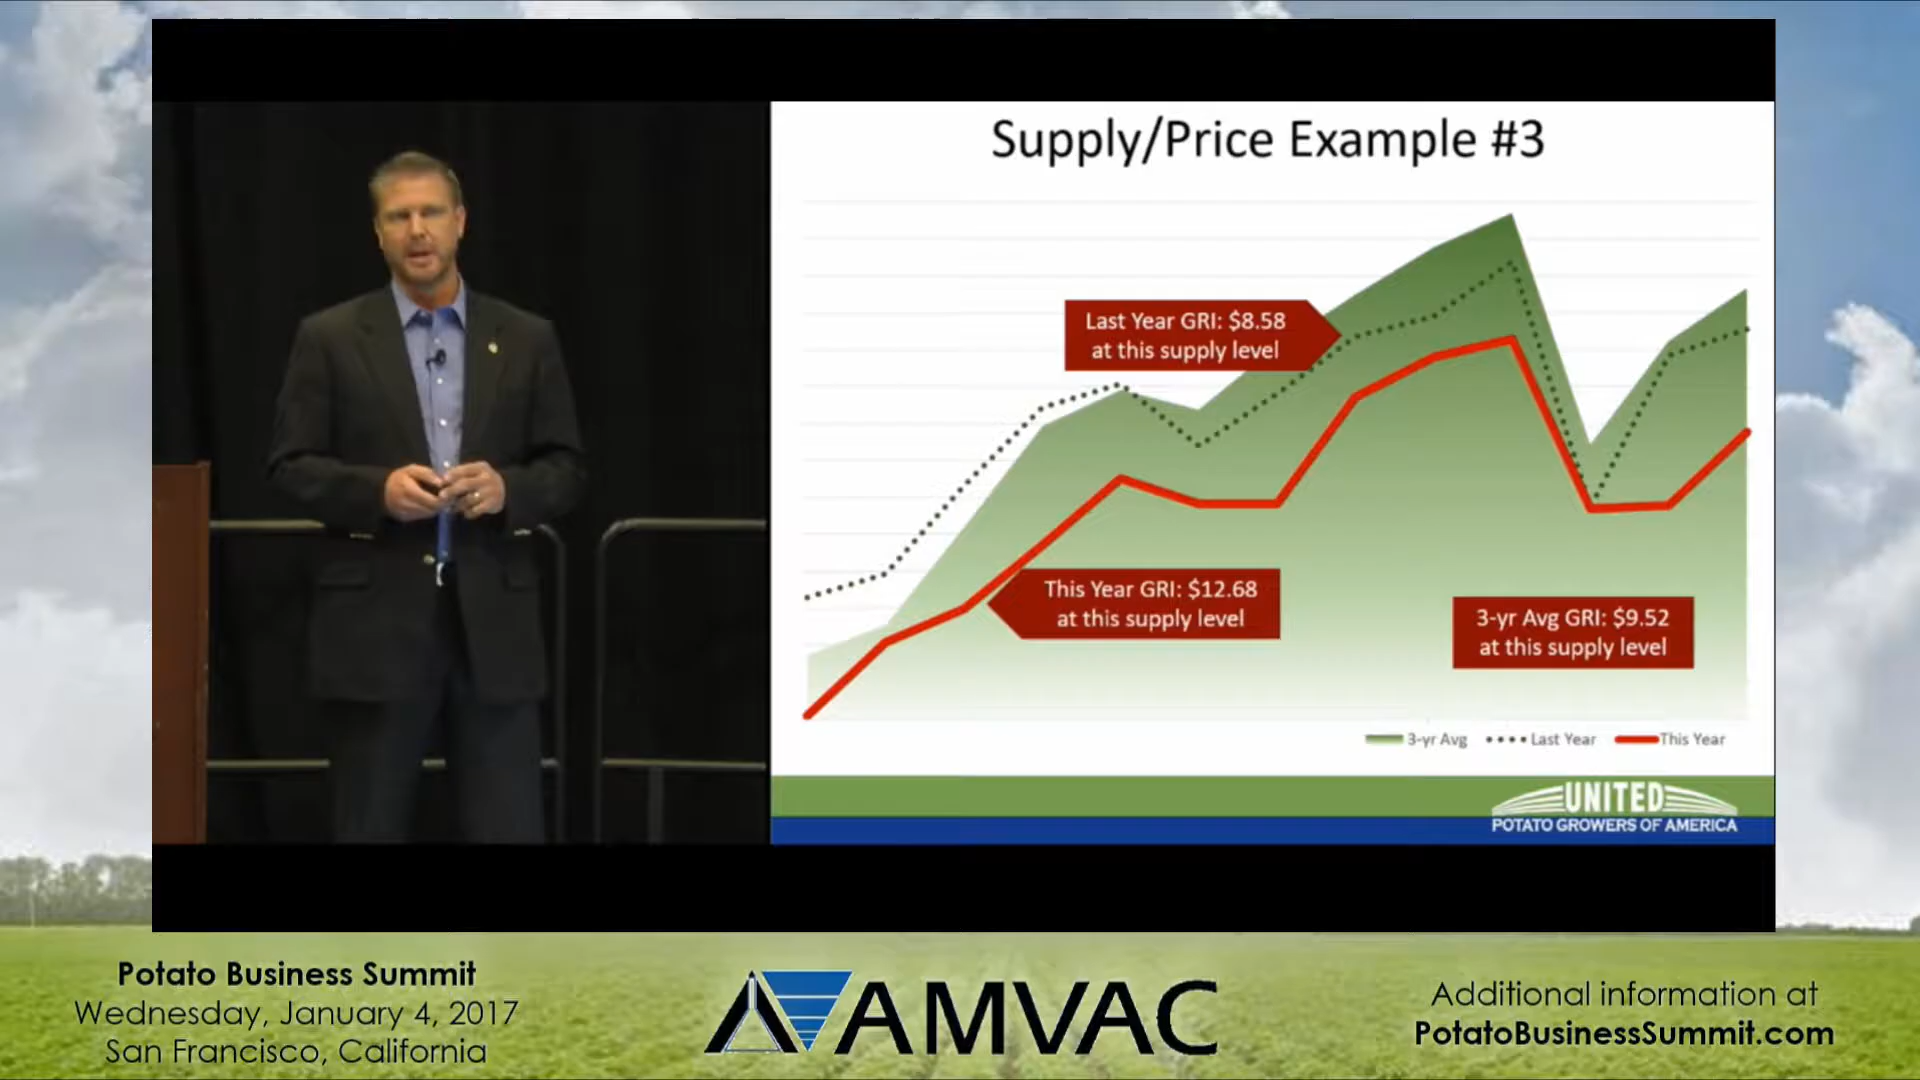 Supply/Price Example #3
Last Year GRI: $8.58
at this supply level
This Year GRI: $12.68
at this supply level
3-yr Avg GRI: $9.52
at this supply level
3-yr Avg
Last Year
This Year
UNITED
POTATO GROWERS OF AMERICA
Potato Business Summit
Wednesday, January 4, 2017
San Francisco, California
AMVAC
Additional information at
PotatoBusinessSummit.com